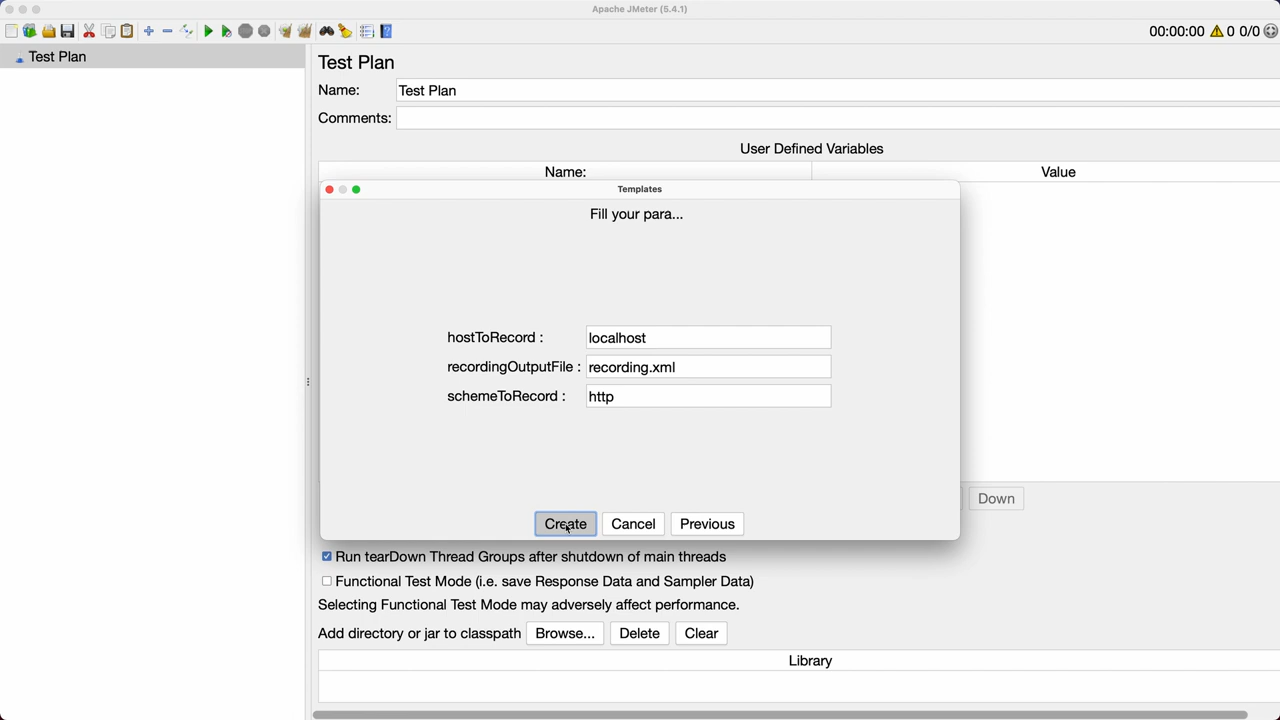 Apache JMeter (5.4.1)
00:00:00 0 0/0
Test Plan
Test Plan
Name: Test Plan
Comments:
User Defined Variables
Name: Value
Templates
Fill your para...
hostToRecord : localhost
recordingOutputFile : recording.xml
schemeToRecord : http
Down
Create Cancel Previous
Run tearDown Thread Groups after shutdown of main threads
Functional Test Mode (i.e. save Response Data and Sampler Data)
Selecting Functional Test Mode may adversely affect performance.
Add directory or jar to classpath Browse... Delete Clear
Library